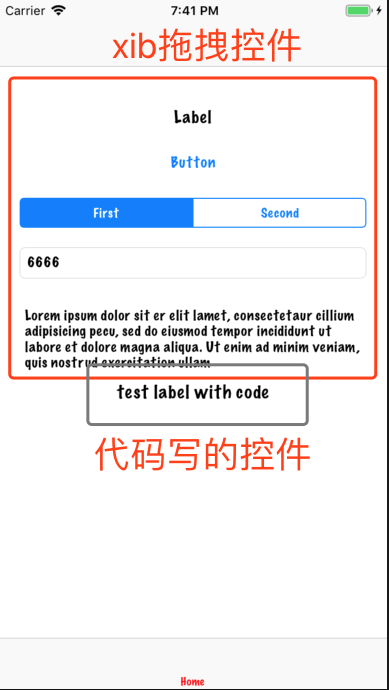 Carrier 7:41 PM
xib拖拽控件
Label
Button
First Second
6666
Lorem ipsum dolor sit er elit lamet, consectetaur cillium
adipisicing pecu, sed do eiusmod tempor incididunt ut
labore et dolore magna aliqua. Ut enim ad minim veniam,
quis nostrud exercitation ullam
test label with code
代码写的控件
Home